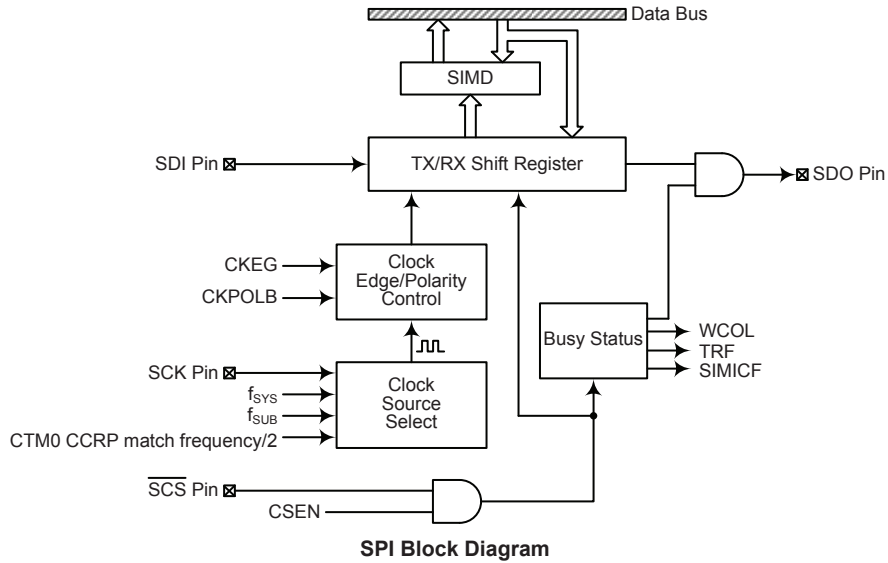 Data Bus
SIMD
SDI Pin
TX/RX Shift Register
SDO Pin
CKEG
CKPOLB
Clock
Edge/Polarity
Control
Busy Status
WCOL
TRF
SIMICF
SCK Pin
fSYS
fSUB
CTM0 CCRP match frequency/2
Clock
Source
Select
SCS Pin
CSEN
SPI Block Diagram